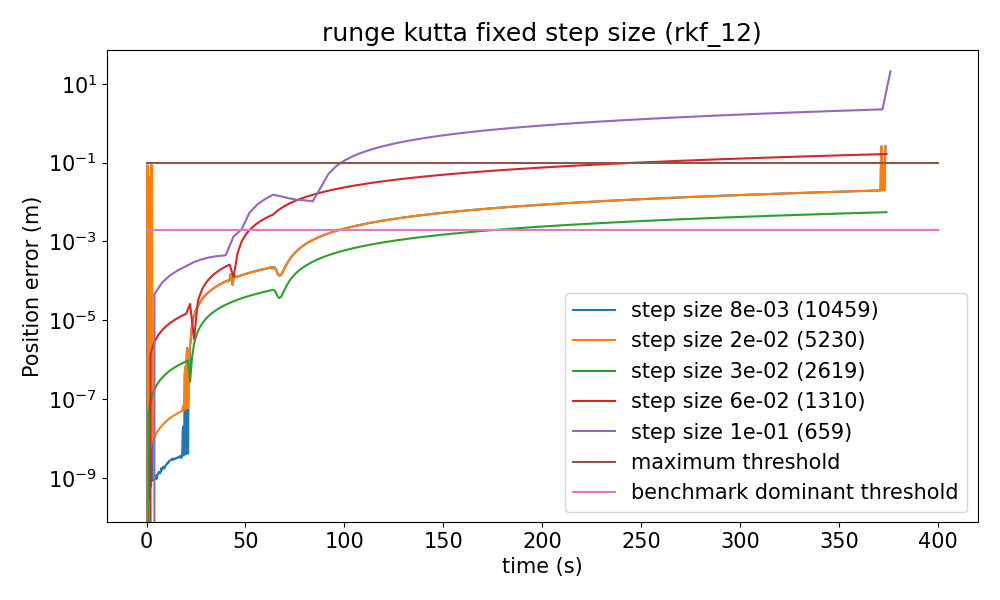 runge kutta fixed step size (rkf_12)
Position error (m)
10^1
10^-1
10^-3
10^-5
10^-7
10^-9
step size 8e-03 (10459)
step size 2e-02 (5230)
step size 3e-02 (2619)
step size 6e-02 (1310)
step size 1e-01 (659)
maximum threshold
benchmark dominant threshold
0 50 100 150 200 250 300 350 400
time (s)